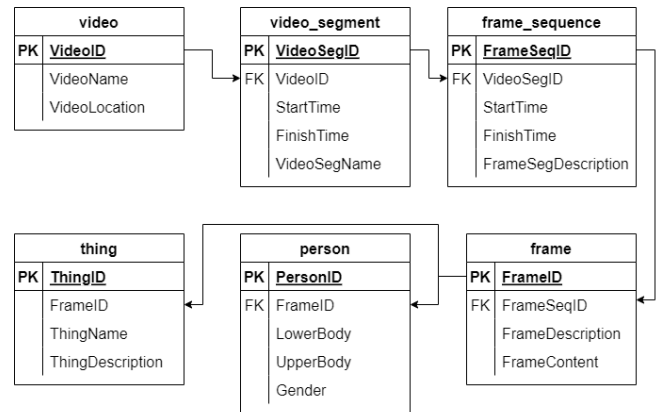 video
PK VideoID
VideoName
VideoLocation
video_segment
PK VideoSegID
FK VideoID
StartTime
FinishTime
VideoSegName
frame_sequence
PK FrameSeqID
FK VideoSegID
StartTime
FinishTime
FrameSegDescription
thing
PK ThingID
FrameID
ThingName
ThingDescription
person
PK PersonID
FK FrameID
LowerBody
UpperBody
Gender
frame
PK FrameID
FK FrameSeqID
FrameDescription
FrameContent